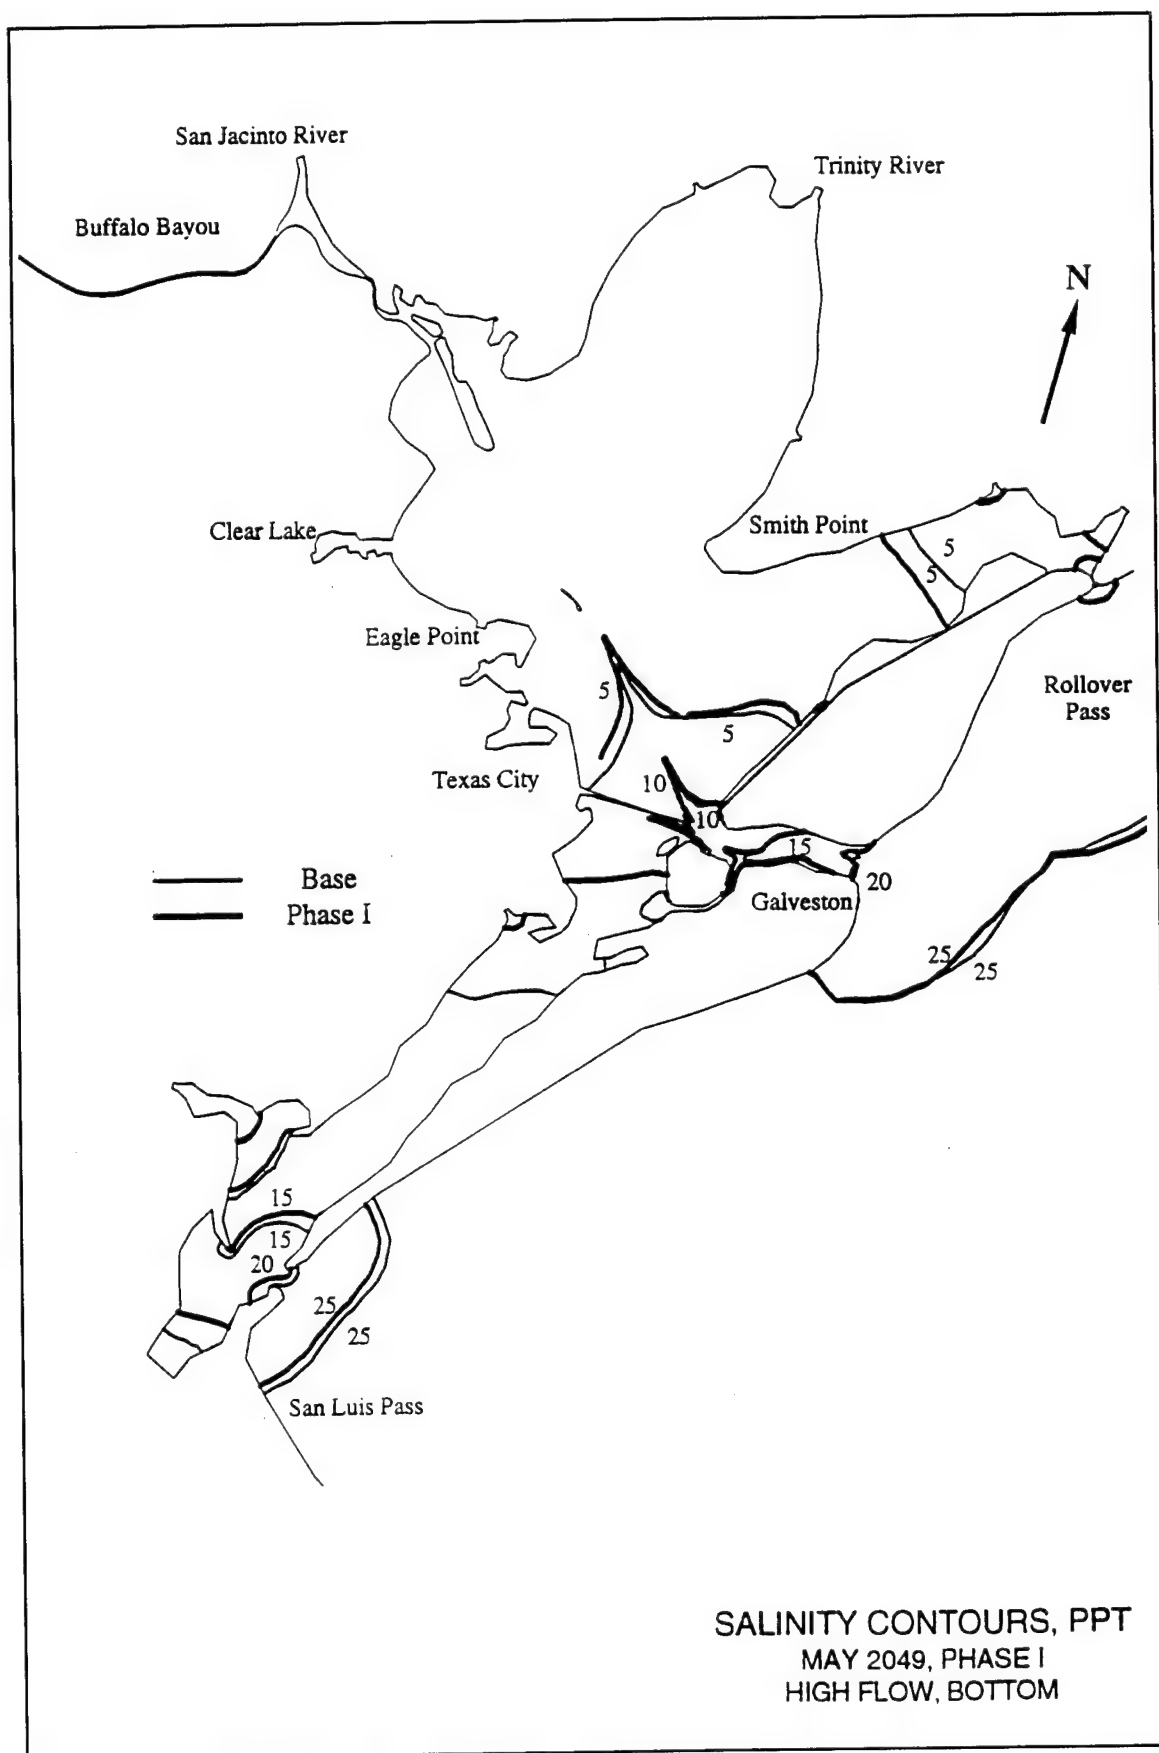 San Jacinto River
Trinity River
Buffalo Bayou
N
Clear Lake
Smith Point
5
5
Eagle Point
5
Rollover
Pass
5
Texas City
10
10
15
Base
20
Phase I
Galveston
25
25
15
15
20
25
25
San Luis Pass
SALINITY CONTOURS, PPT
MAY 2049, PHASE I
HIGH FLOW, BOTTOM